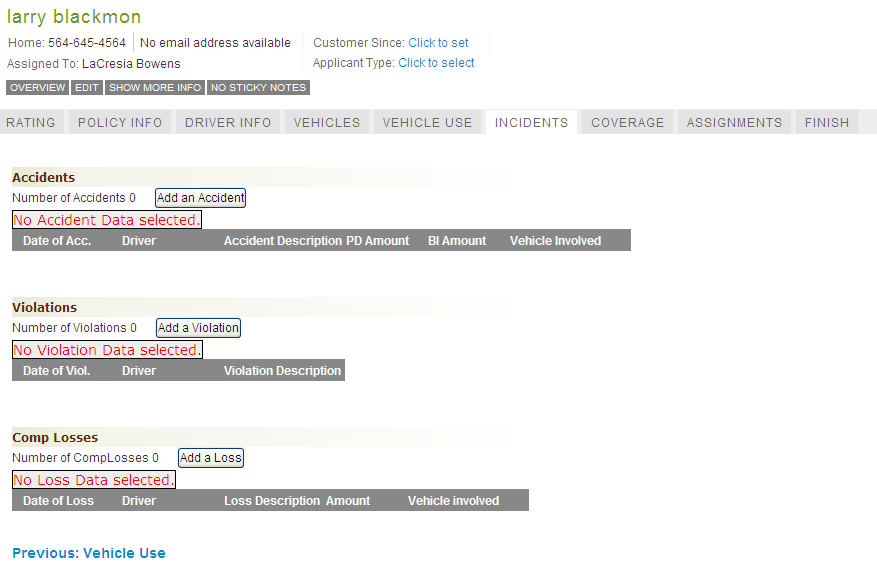 larry blackmon
Home: 564-645-4564 No email address available Customer Since: Click to set
Assigned To: LaCresia Bowens Applicant Type: Click to select
OVERVIEW EDIT SHOW MORE INFO NO STICKY NOTES
RATING POLICY INFO DRIVER INFO VEHICLES VEHICLE USE INCIDENTS COVERAGE ASSIGNMENTS FINISH
Accidents
Number of Accidents 0 Add an Accident
No Accident Data selected.
Date of Acc. Driver Accident Description PD Amount BI Amount Vehicle Involved
Violations
Number of Violations 0 Add a Violation
No Violation Data selected.
Date of Viol. Driver Violation Description
Comp Losses
Number of CompLosses 0 Add a Loss
No Loss Data selected.
Date of Loss Driver Loss Description Amount Vehicle involved
Previous: Vehicle Use